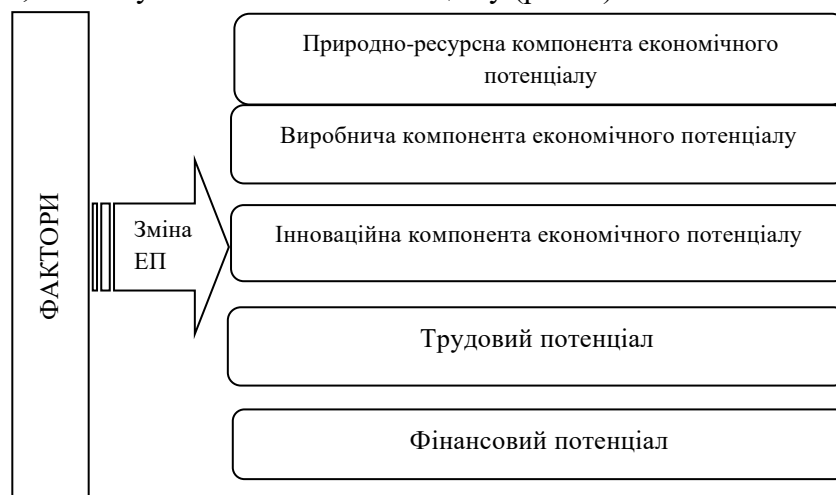 Природно-ресурсна компонента економічного
потенціалу
Виробнича компонента економічного потенціалу
ФАКТОРИ
Зміна
ЕП
Інноваційна компонента економічного потенціалу
Трудовий потенціал
Фінансовий потенціал